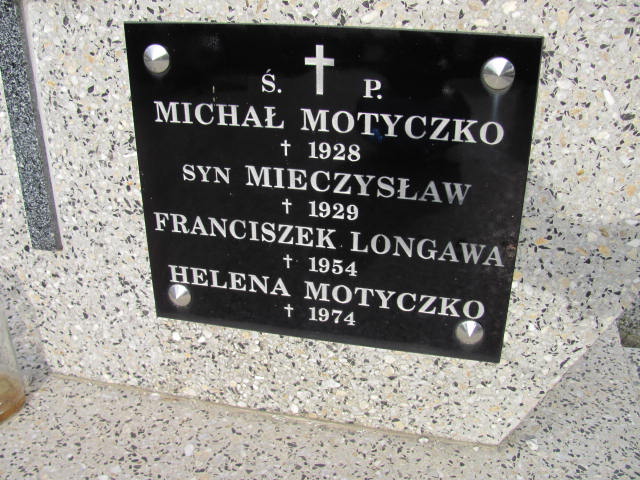 Ś. P.
MICHAŁ MOTYCZKO
† 1928
SYN MIECZYSŁAW
† 1929
FRANCISZEK LONGAWA
† 1954
HELENA MOTYCZKO
† 1974